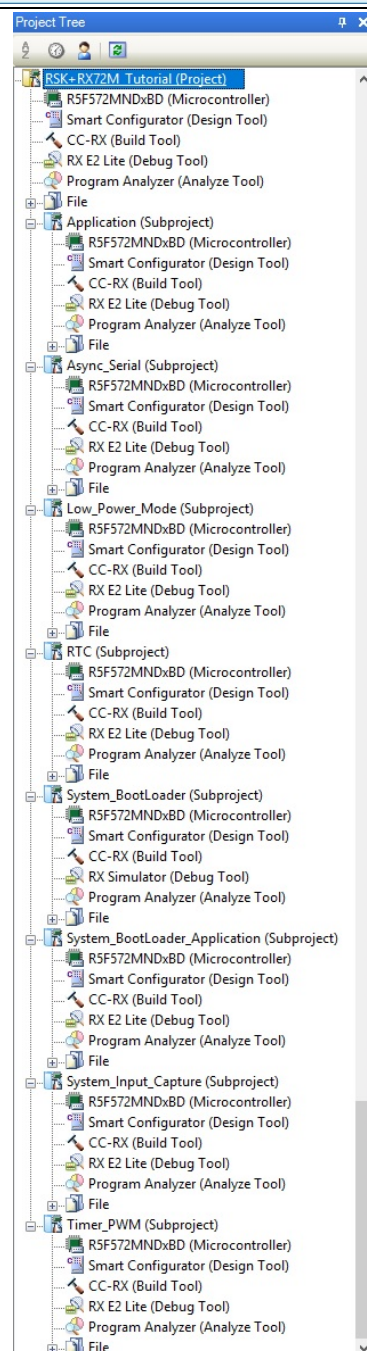 Project Tree
RSK+RX72M_Tutorial (Project)
R5F572MNDxBD (Microcontroller)
Smart Configurator (Design Tool)
CC-RX (Build Tool)
RX E2 Lite (Debug Tool)
Program Analyzer (Analyze Tool)
File
Application (Subproject)
R5F572MNDxBD (Microcontroller)
Smart Configurator (Design Tool)
CC-RX (Build Tool)
RX E2 Lite (Debug Tool)
Program Analyzer (Analyze Tool)
File
Async_Serial (Subproject)
R5F572MNDxBD (Microcontroller)
Smart Configurator (Design Tool)
CC-RX (Build Tool)
RX E2 Lite (Debug Tool)
Program Analyzer (Analyze Tool)
File
Low_Power_Mode (Subproject)
R5F572MNDxBD (Microcontroller)
Smart Configurator (Design Tool)
CC-RX (Build Tool)
RX E2 Lite (Debug Tool)
Program Analyzer (Analyze Tool)
File
RTC (Subproject)
R5F572MNDxBD (Microcontroller)
Smart Configurator (Design Tool)
CC-RX (Build Tool)
RX E2 Lite (Debug Tool)
Program Analyzer (Analyze Tool)
File
System_BootLoader (Subproject)
R5F572MNDxBD (Microcontroller)
Smart Configurator (Design Tool)
CC-RX (Build Tool)
RX Simulator (Debug Tool)
Program Analyzer (Analyze Tool)
File
System_BootLoader_Application (Subproject)
R5F572MNDxBD (Microcontroller)
Smart Configurator (Design Tool)
CC-RX (Build Tool)
RX E2 Lite (Debug Tool)
Program Analyzer (Analyze Tool)
File
System_Input_Capture (Subproject)
R5F572MNDxBD (Microcontroller)
Smart Configurator (Design Tool)
CC-RX (Build Tool)
RX E2 Lite (Debug Tool)
Program Analyzer (Analyze Tool)
File
Timer_PWM (Subproject)
R5F572MNDxBD (Microcontroller)
Smart Configurator (Design Tool)
CC-RX (Build Tool)
RX E2 Lite (Debug Tool)
Program Analyzer (Analyze Tool)
File